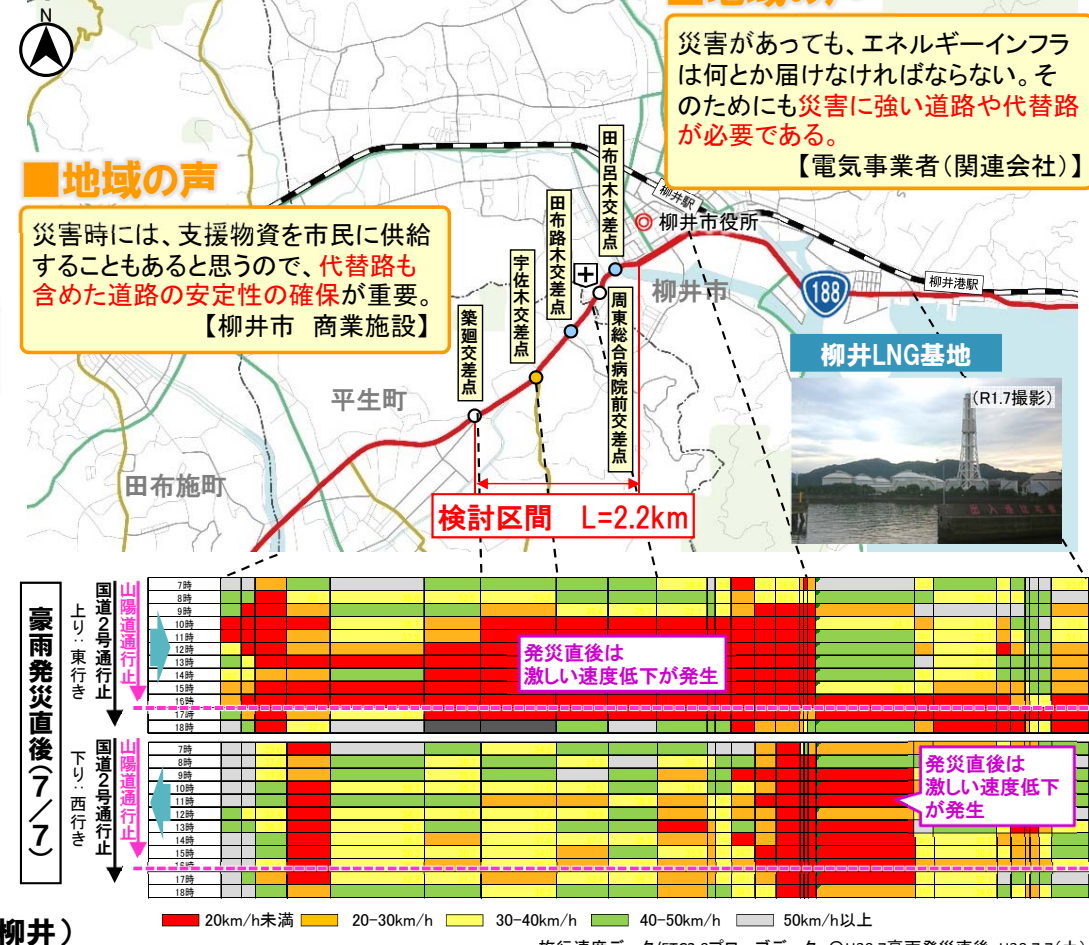 N
災害があっても、エネルギーインフラ
は何とか届けなければならない。そ
のためにも災害に強い道路や代替路
が必要である。
【電気事業者(関連会社)】
■地域の声
災害時には、支援物資を市民に供給
することもあると思うので、代替路も
含めた道路の安定性の確保が重要。
【柳井市 商業施設】
田布呂木交差点
田布路木交差点
宇佐木交差点
築廻交差点
周東総合病院前交差点
柳井駅
柳井市役所
柳井市
188
柳井港駅
平生町
田布施町
検討区間 L=2.2km
柳井LNG基地
(R1.7撮影)
豪雨発災直後(7/7)
上り:東行き
国道2号通行止
山陽道通行止
7時
8時
9時
10時
11時
12時
13時
14時
15時
16時
17時
18時
発災直後は
激しい速度低下が発生
下り:西行き
国道2号通行止
山陽道通行止
7時
8時
9時
10時
11時
12時
13時
14時
15時
16時
17時
18時
発災直後は
激しい速度低下
が発生
20km/h未満
20-30km/h
30-40km/h
40-50km/h
50km/h以上
柳井)